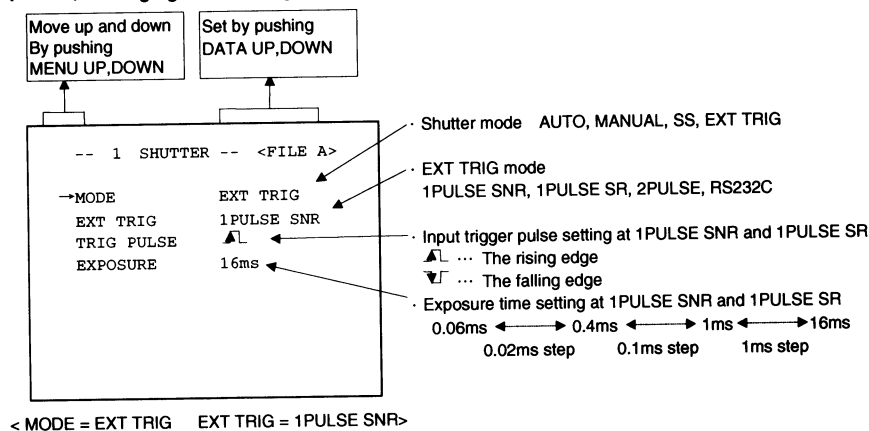 Move up and down
By pushing
MENU UP,DOWN
Set by pushing
DATA UP,DOWN
-- 1 SHUTTER -- <FILE A>
→MODE EXT TRIG
EXT TRIG 1PULSE SNR
TRIG PULSE
EXPOSURE 16ms
· Shutter mode AUTO, MANUAL, SS, EXT TRIG
· EXT TRIG mode
1PULSE SNR, 1PULSE SR, 2PULSE, RS232C
· Input trigger pulse setting at 1PULSE SNR and 1PULSE SR
··· The rising edge
··· The falling edge
· Exposure time setting at 1PULSE SNR and 1PULSE SR
0.06ms 0.4ms 1ms 16ms
0.02ms step 0.1ms step 1ms step
< MODE = EXT TRIG EXT TRIG = 1PULSE SNR>